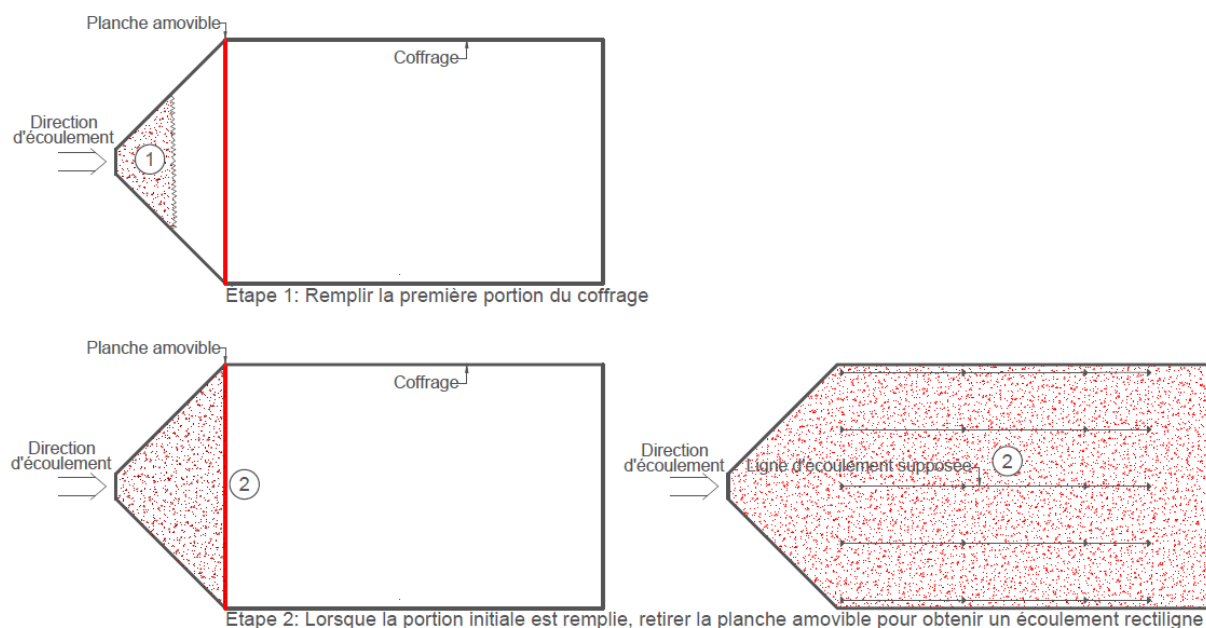 Planche amovible
Coffrage
Direction
d'écoulement
1
Etape 1: Remplir la première portion du coffrage
Planche amovible
Coffrage
Direction
d'écoulement
2
Direction
d'écoulement
Ligne d'écoulement supposée
2
Etape 2: Lorsque la portion initiale est remplie, retirer la planche amovible pour obtenir un écoulement rectiligne